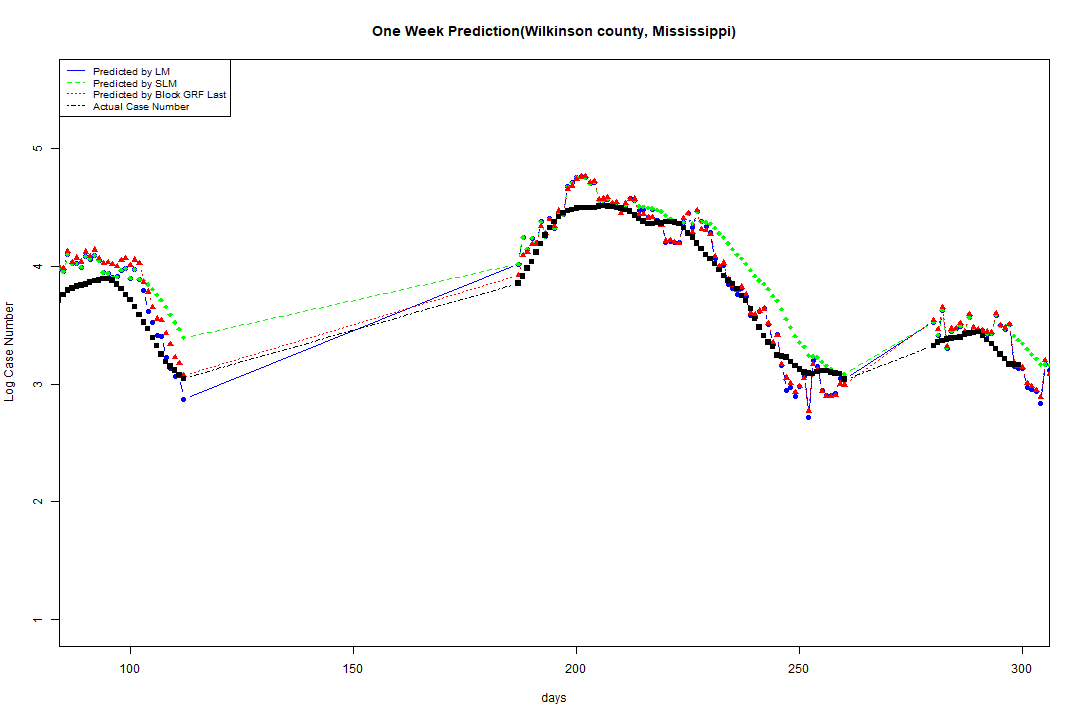 One Week Prediction(Wilkinson county, Mississippi)
Predicted by LM
Predicted by SLM
Predicted by Block GRF Last
Actual Case Number
5
4
3
2
1
Log Case Number
100
150
200
250
300
days